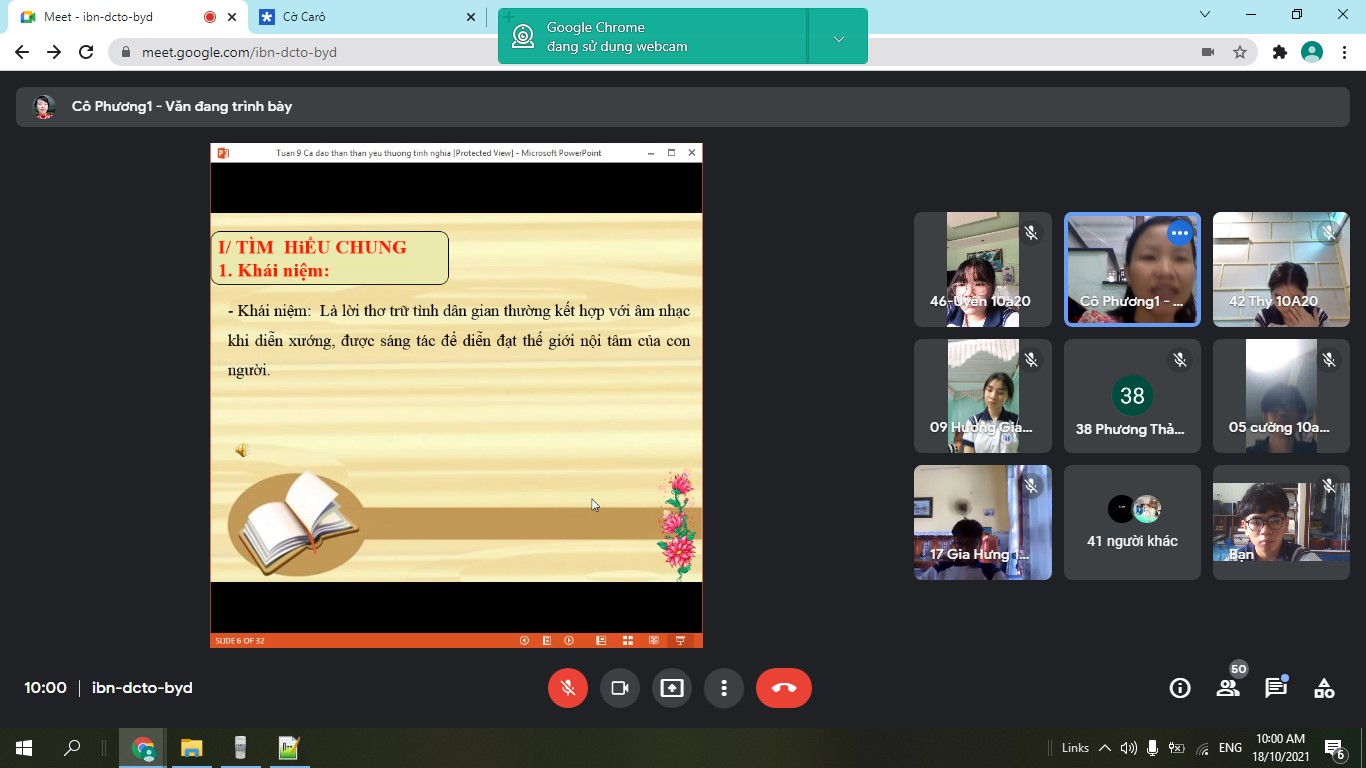 Meet - ibn-dcto-byd
Cờ Carô
Google Chrome
đang sử dụng webcam
meet.google.com/ibn-dcto-byd
Cô Phương1 - Văn đang trình bày
Tuan 9 Ca dao than than yeu thuong tinh nghia [Protected View] - Microsoft PowerPoint
I/ TÌM HiỂU CHUNG
1. Khái niệm:
- Khái niệm: Là lời thơ trữ tình dân gian thường kết hợp với âm nhạc
khi diễn xướng, được sáng tác để diễn đạt thế giới nội tâm của con
người.
SLIDE 6 OF 32
46-Uyên 10a20
Cô Phương1 - ...
42 Thy 10A20
09 Hương Gia...
38
38 Phương Thả...
05 cường 10a...
17 Gia Hưng 1...
41 người khác
Bạn
10:00
ibn-dcto-byd
50
Links
ENG
10:00 AM
18/10/2021
6